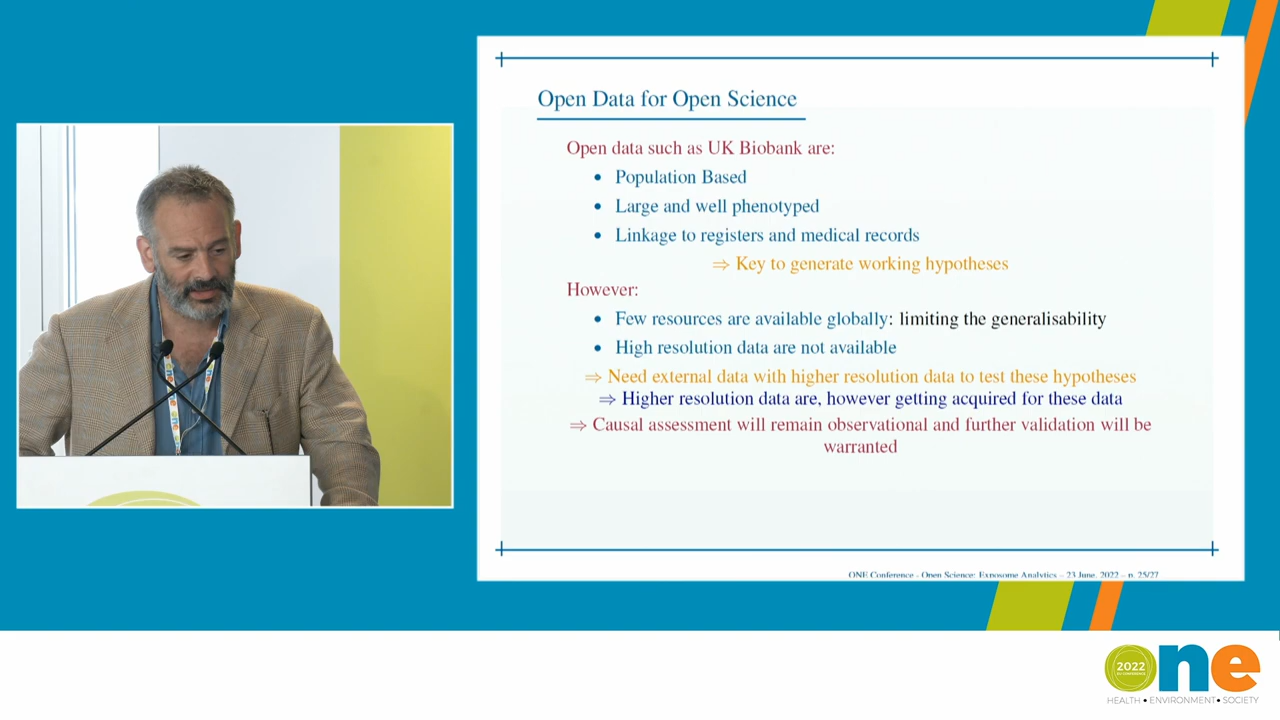 Open Data for Open Science
Open data such as UK Biobank are:
• Population Based
• Large and well phenotyped
• Linkage to registers and medical records
⇒ Key to generate working hypotheses
However:
• Few resources are available globally: limiting the generalisability
• High resolution data are not available
⇒ Need external data with higher resolution data to test these hypotheses
⇒ Higher resolution data are, however getting acquired for these data
⇒ Causal assessment will remain observational and further validation will be
warranted
ONE Conference - Open Science: Exposome Analytics – 23 June, 2022 – n. 25/27
2022
one
HEALTH • ENVIRONMENT • SOCIETY